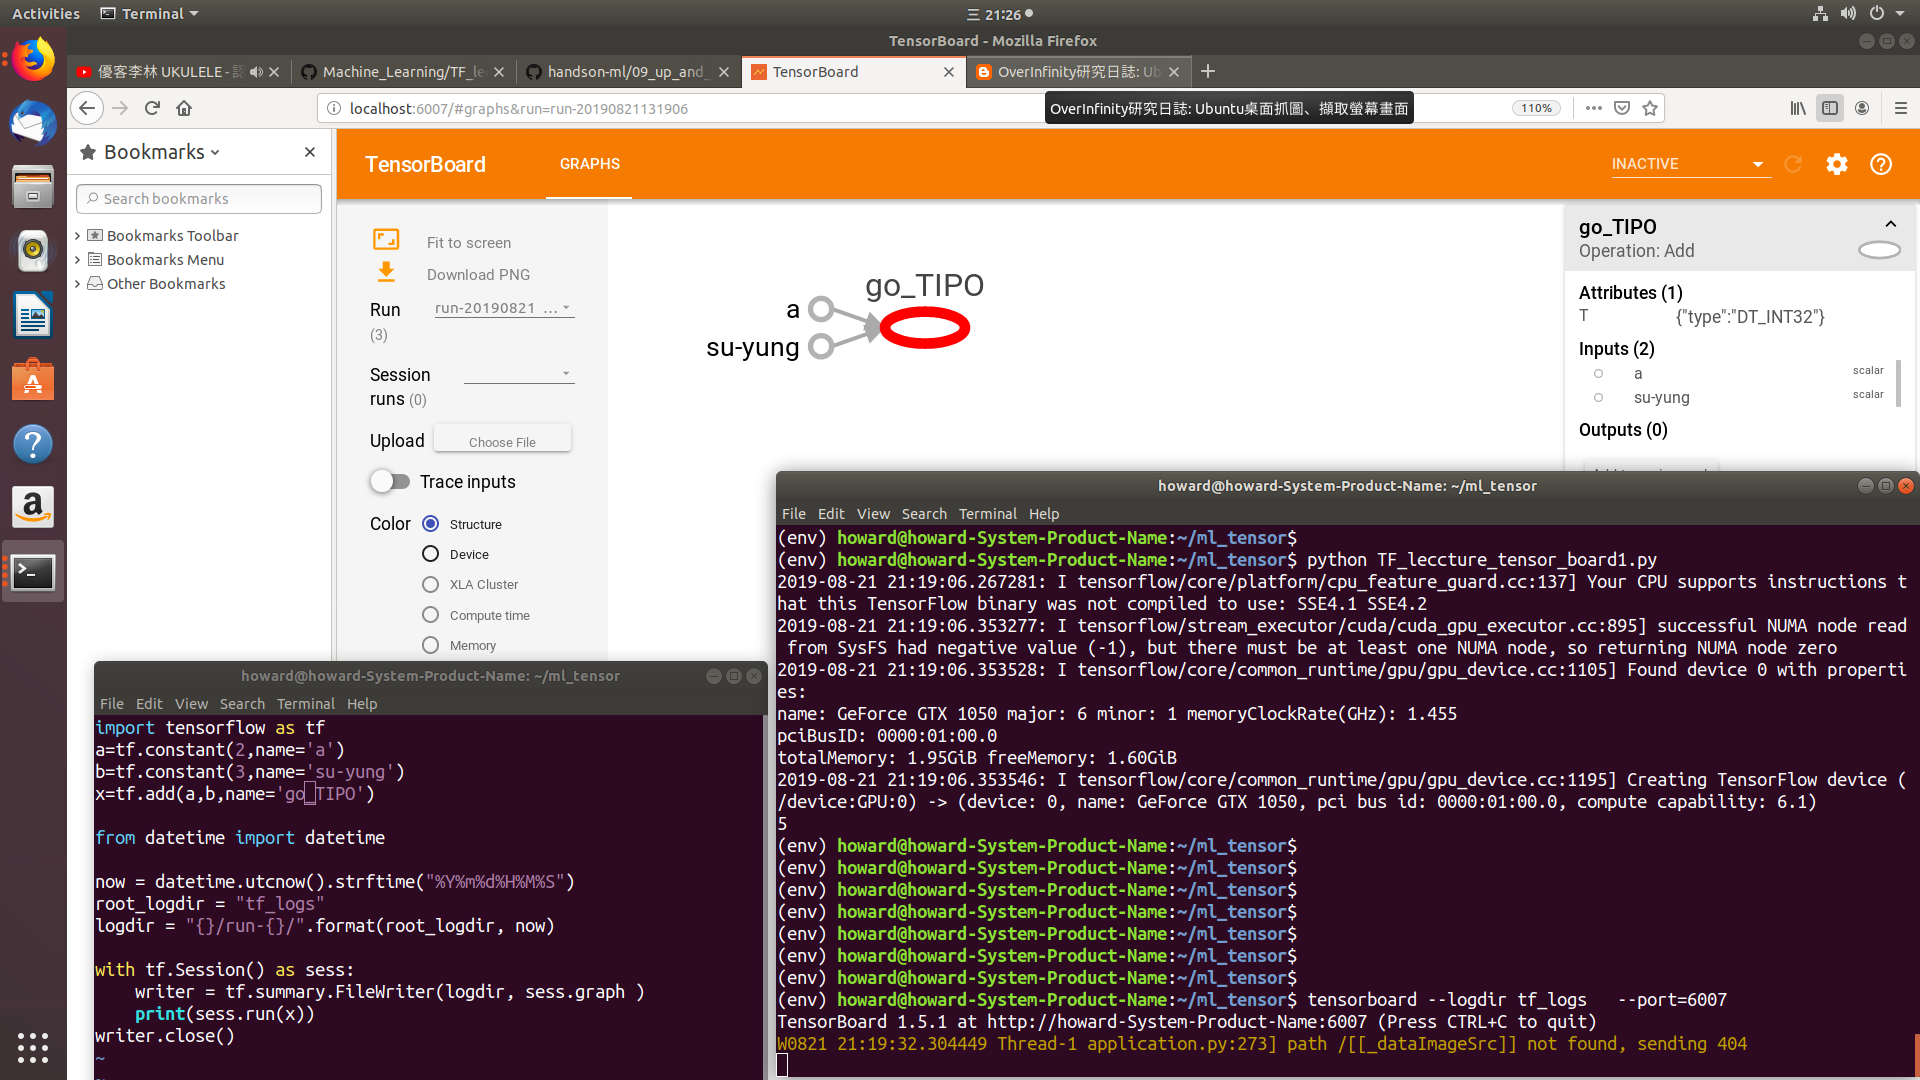 Activities
Terminal
三 21:26
TensorBoard - Mozilla Firefox
優客李林 UKULELE -
Machine_Learning/TF_le
handson-ml/09_up_and_
TensorBoard
OverInfinity研究日誌: Ub
localhost:6007/#graphs&run=run-20190821131906
OverInfinity研究日誌: Ubuntu桌面抓圖、擷取螢幕畫面
110%
Bookmarks
Search bookmarks
Bookmarks Toolbar
Bookmarks Menu
Other Bookmarks
TensorBoard
GRAPHS
INACTIVE
Fit to screen
Download PNG
Run
(3)
run-20190821 ...
Session
runs (0)
Upload
Choose File
Trace inputs
Color
Structure
Device
XLA Cluster
Compute time
Memory
go_TIPO
a
su-yung
go_TIPO
Operation: Add
Attributes (1)
T
{"type":"DT_INT32"}
Inputs (2)
a
scalar
su-yung
scalar
Outputs (0)
howard@howard-System-Product-Name: ~/ml_tensor
File Edit View Search Terminal Help
import tensorflow as tf
a=tf.constant(2,name='a')
b=tf.constant(3,name='su-yung')
x=tf.add(a,b,name='go_TIPO')
from datetime import datetime
now = datetime.utcnow().strftime("%Y%m%d%H%M%S")
root_logdir = "tf_logs"
logdir = "{}/run-{}/".format(root_logdir, now)
with tf.Session() as sess:
    writer = tf.summary.FileWriter(logdir, sess.graph )
    print(sess.run(x))
writer.close()
~
howard@howard-System-Product-Name: ~/ml_tensor
File Edit View Search Terminal Help
(env) howard@howard-System-Product-Name:~/ml_tensor$
(env) howard@howard-System-Product-Name:~/ml_tensor$ python TF_leccture_tensor_board1.py
2019-08-21 21:19:06.267281: I tensorflow/core/platform/cpu_feature_guard.cc:137] Your CPU supports instructions t
hat this TensorFlow binary was not compiled to use: SSE4.1 SSE4.2
2019-08-21 21:19:06.353277: I tensorflow/stream_executor/cuda/cuda_gpu_executor.cc:895] successful NUMA node read
 from SysFS had negative value (-1), but there must be at least one NUMA node, so returning NUMA node zero
2019-08-21 21:19:06.353528: I tensorflow/core/common_runtime/gpu/gpu_device.cc:1105] Found device 0 with properti
es:
name: GeForce GTX 1050 major: 6 minor: 1 memoryClockRate(GHz): 1.455
pciBusID: 0000:01:00.0
totalMemory: 1.95GiB freeMemory: 1.60GiB
2019-08-21 21:19:06.353546: I tensorflow/core/common_runtime/gpu/gpu_device.cc:1195] Creating TensorFlow device (
/device:GPU:0) -> (device: 0, name: GeForce GTX 1050, pci bus id: 0000:01:00.0, compute capability: 6.1)
5
(env) howard@howard-System-Product-Name:~/ml_tensor$
(env) howard@howard-System-Product-Name:~/ml_tensor$
(env) howard@howard-System-Product-Name:~/ml_tensor$
(env) howard@howard-System-Product-Name:~/ml_tensor$
(env) howard@howard-System-Product-Name:~/ml_tensor$
(env) howard@howard-System-Product-Name:~/ml_tensor$
(env) howard@howard-System-Product-Name:~/ml_tensor$
(env) howard@howard-System-Product-Name:~/ml_tensor$ tensorboard --logdir tf_logs   --port=6007
TensorBoard 1.5.1 at http://howard-System-Product-Name:6007 (Press CTRL+C to quit)
W0821 21:19:32.304449 Thread-1 application.py:273] path /[[_dataImageSrc]] not found, sending 404